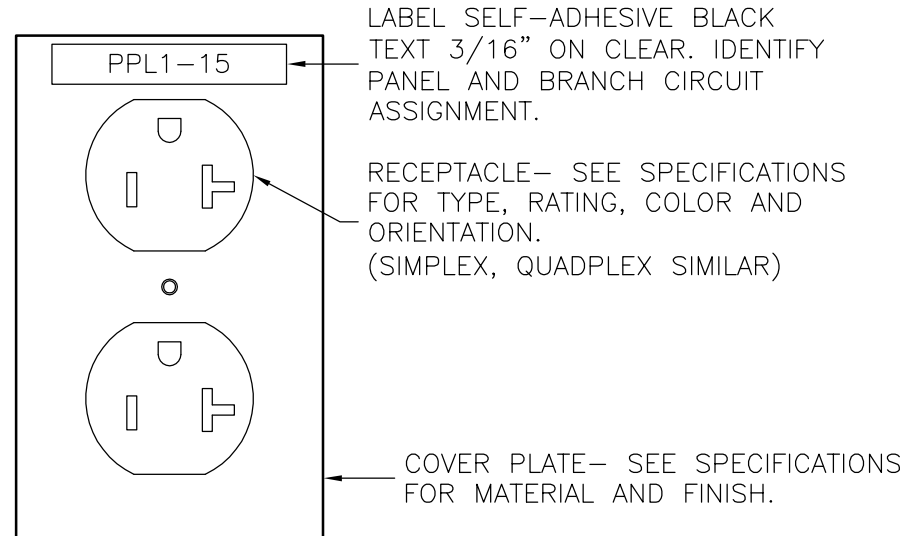 LABEL SELF-ADHESIVE BLACK
TEXT 3/16" ON CLEAR. IDENTIFY
PANEL AND BRANCH CIRCUIT
ASSIGNMENT.
PPL1-15
RECEPTACLE- SEE SPECIFICATIONS
FOR TYPE, RATING, COLOR AND
ORIENTATION.
(SIMPLEX, QUADPLEX SIMILAR)
COVER PLATE- SEE SPECIFICATIONS
FOR MATERIAL AND FINISH.